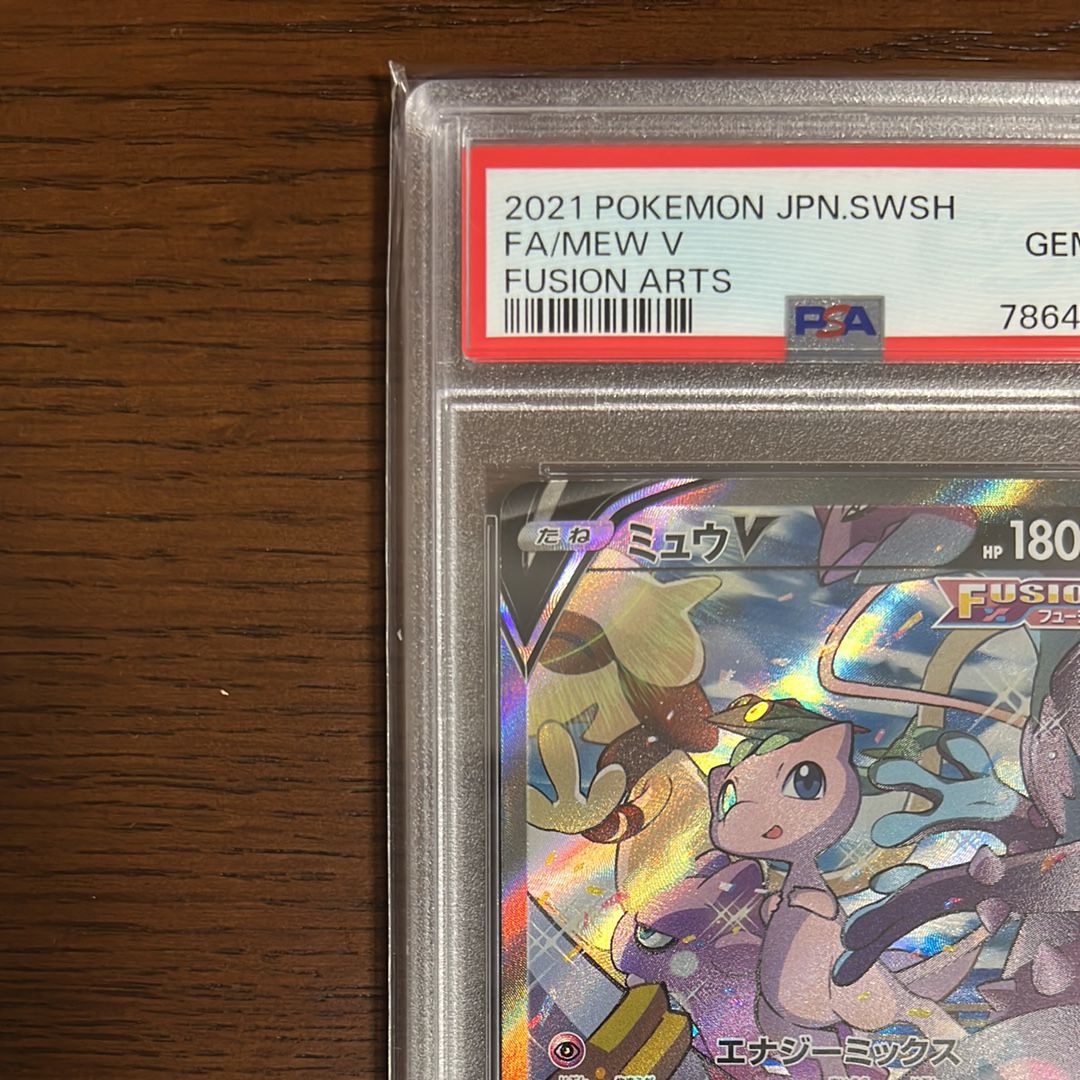 2021 POKEMON JPN.SWSH
FA/MEW V
GEM
FUSION ARTS
7864
PSA
たね ミュウV HP 180
FUSIO
フュー
エナジーミックス